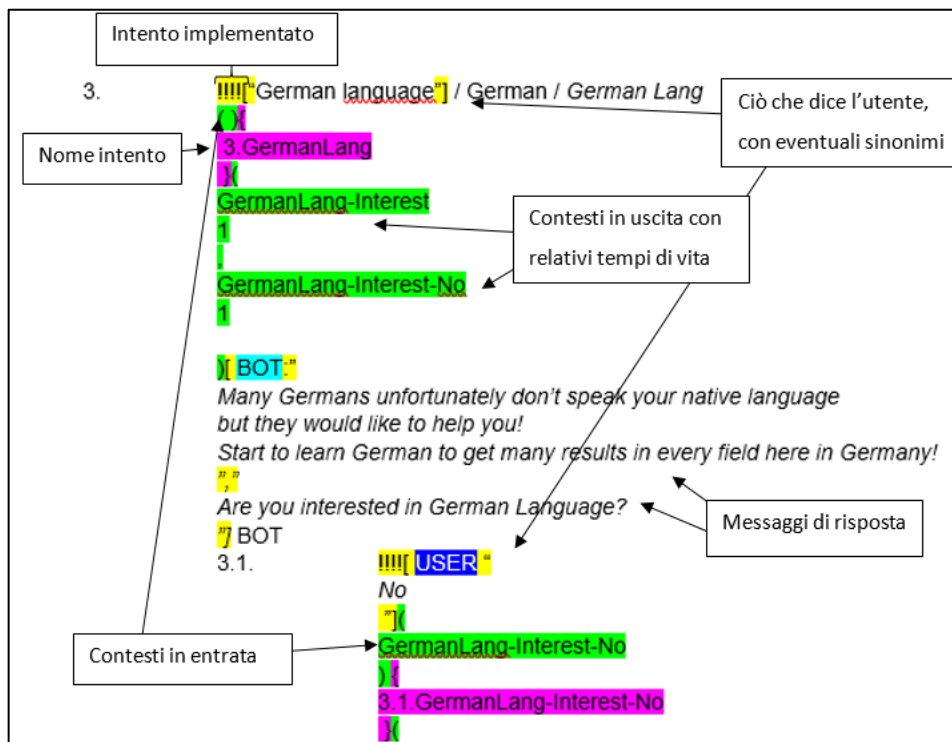 Intento implementato
3. !!!!["German language"] / German / German Lang
( ){
3.GermanLang
}(
GermanLang-Interest
1
,
GermanLang-Interest-No
1
)[ BOT:"
Many Germans unfortunately don't speak your native language
but they would like to help you!
Start to learn German to get many results in every field here in Germany!
","
Are you interested in German Language?
"] BOT
3.1. !!!![ USER "
No
"](
GermanLang-Interest-No
) {
3.1.GermanLang-Interest-No
}(
Nome intento
Ciò che dice l'utente,
con eventuali sinonimi
Contesti in uscita con
relativi tempi di vita
Messaggi di risposta
Contesti in entrata